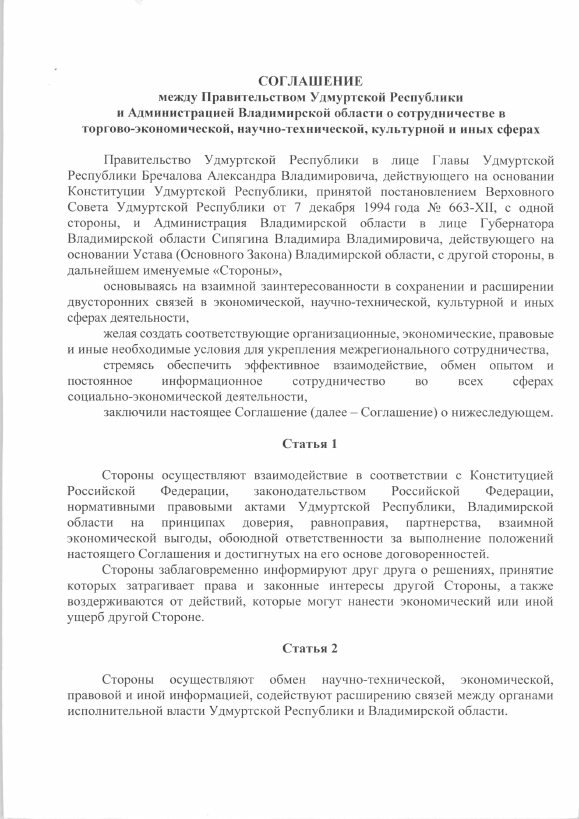 СОГЛАШЕНИЕ
между Правительством Удмуртской Республики
и Администрацией Владимирской области о сотрудничестве в
торгово-экономической, научно-технической, культурной и иных сферах
Правительство Удмуртской Республики в лице Главы Удмуртской
Республики Бречалова Александра Владимировича, действующего на основании
Конституции Удмуртской Республики, принятой постановлением Верховного
Совета Удмуртской Республики от 7 декабря 1994 года № 663-XII, с одной
стороны, и Администрация Владимирской области в лице Губернатора
Владимирской области Сипягина Владимира Владимировича, действующего на
основании Устава (Основного Закона) Владимирской области, с другой стороны, в
дальнейшем именуемые «Стороны»,
основываясь на взаимной заинтересованности в сохранении и расширении
двусторонних связей в экономической, научно-технической, культурной и иных
сферах деятельности,
желая создать соответствующие организационные, экономические, правовые
и иные необходимые условия для укрепления межрегионального сотрудничества,
стремясь обеспечить эффективное взаимодействие, обмен опытом и
постоянное информационное сотрудничество во всех сферах
социально-экономической деятельности,
заключили настоящее Соглашение (далее – Соглашение) о нижеследующем.
Статья 1
Стороны осуществляют взаимодействие в соответствии с Конституцией
Российской Федерации, законодательством Российской Федерации,
нормативными правовыми актами Удмуртской Республики, Владимирской
области на принципах доверия, равноправия, партнерства, взаимной
экономической выгоды, обоюдной ответственности за выполнение положений
настоящего Соглашения и достигнутых на его основе договоренностей.
Стороны заблаговременно информируют друг друга о решениях, принятие
которых затрагивает права и законные интересы другой Стороны, а также
воздерживаются от действий, которые могут нанести экономический или иной
ущерб другой Стороне.
Статья 2
Стороны осуществляют обмен научно-технической, экономической,
правовой и иной информацией, содействуют расширению связей между органами
исполнительной власти Удмуртской Республики и Владимирской области.